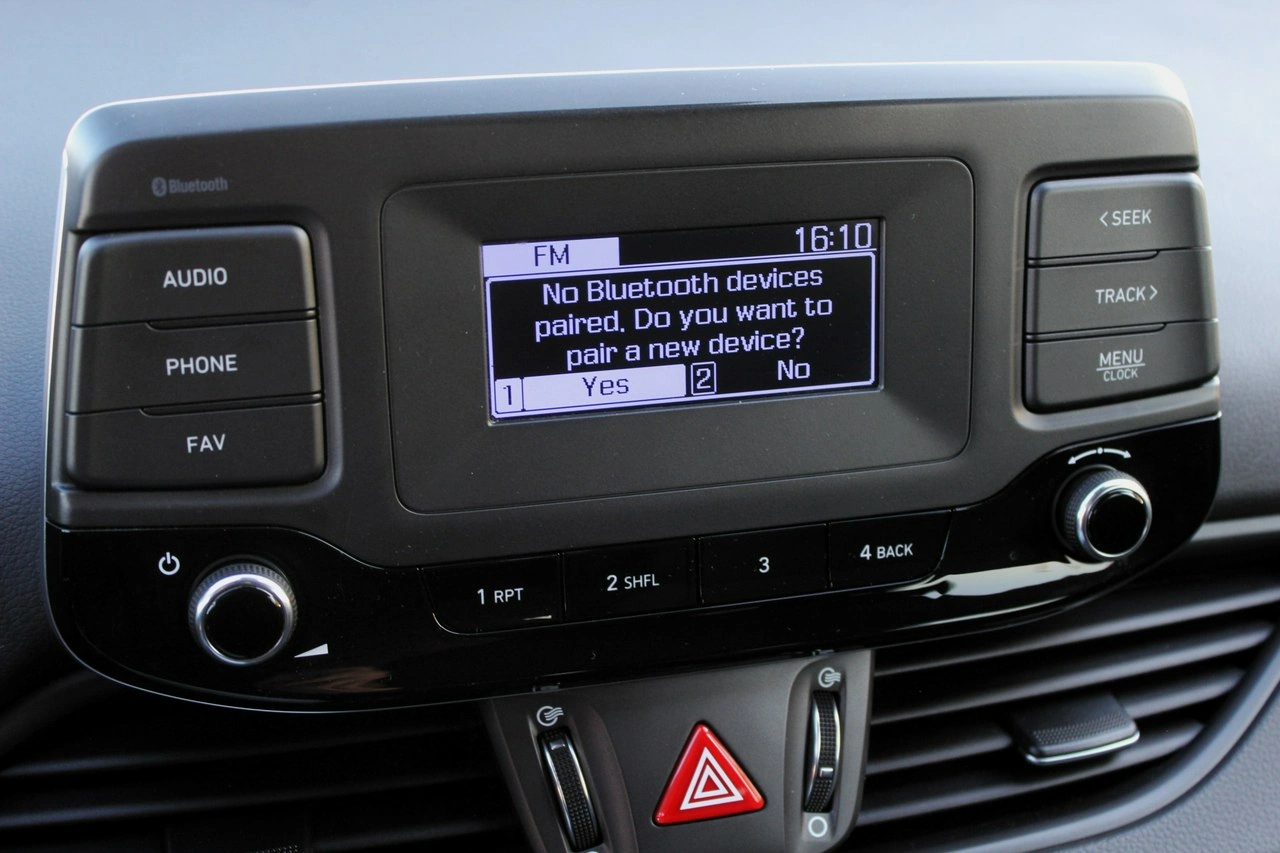 Bluetooth
AUDIO
PHONE
FAV
FM 16:10
No Bluetooth devices
paired. Do you want to
pair a new device?
1 Yes 2 No
<SEEK
TRACK>
MENU
CLOCK
1 RPT 2 SHFL 3 4 BACK